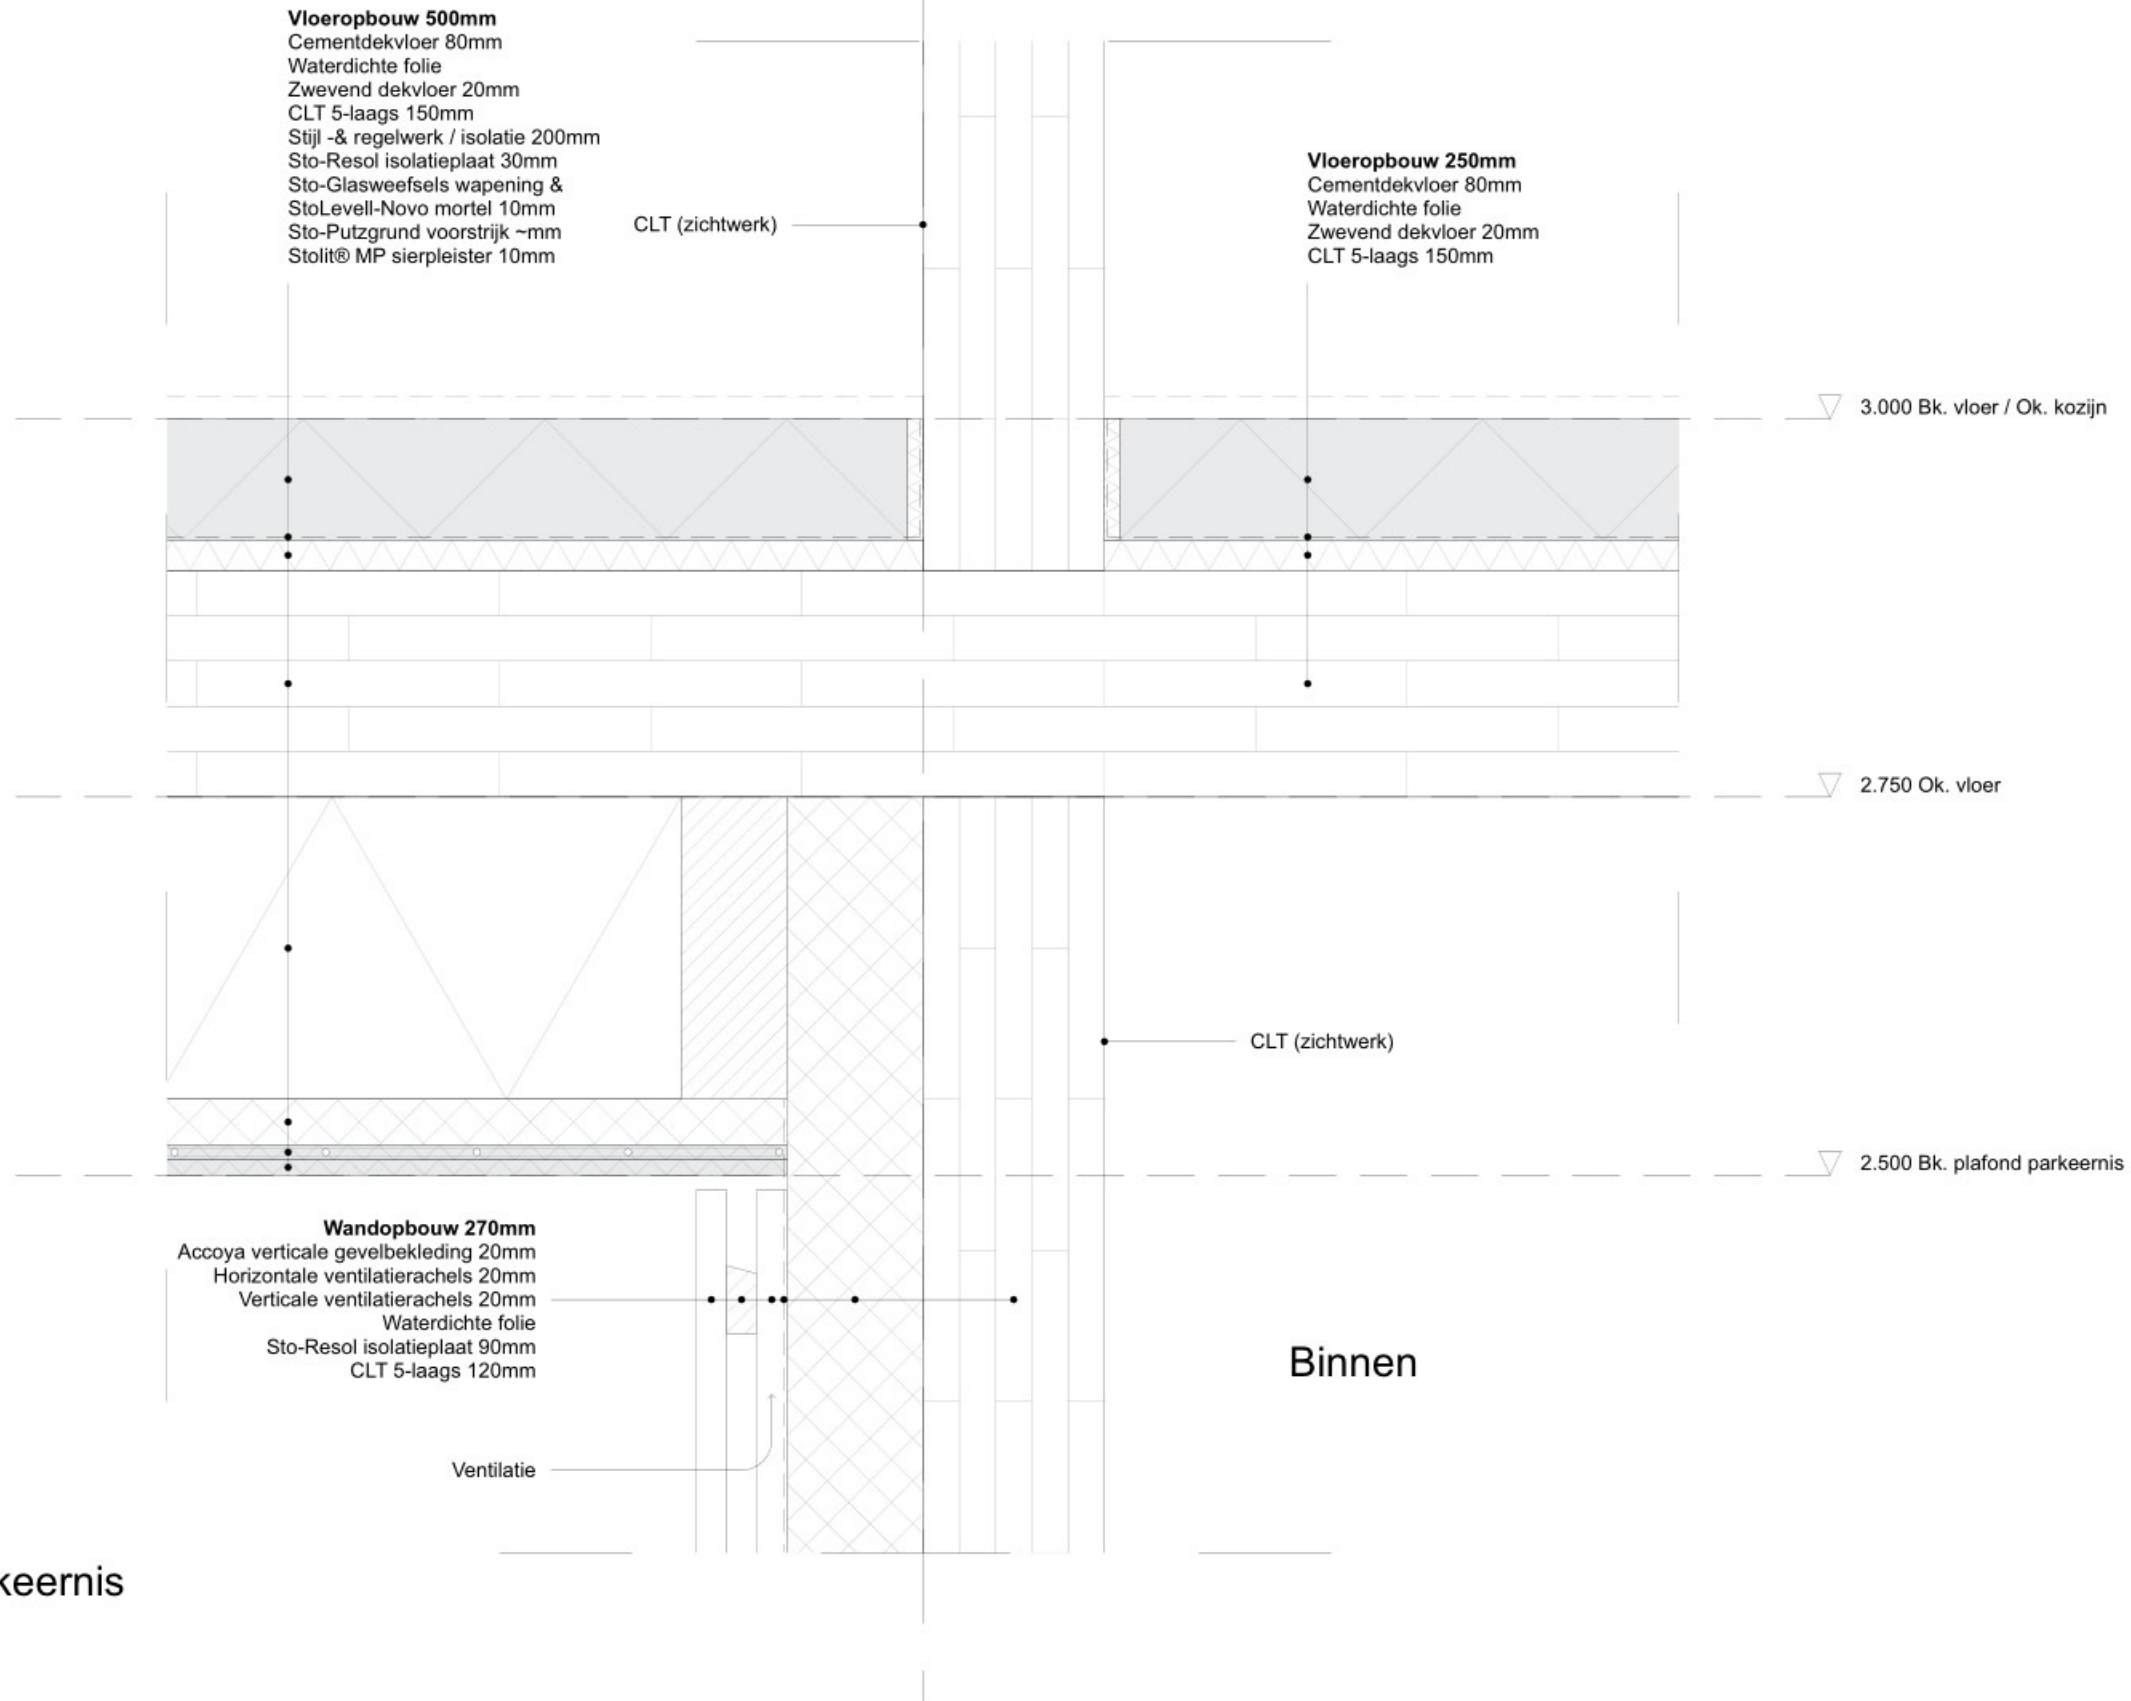 Vloeropbouw 500mm
Cementdekvloer 80mm
Waterdichte folie
Zwevend dekvloer 20mm
CLT 5-laags 150mm
Stijl -& regelwerk / isolatie 200mm
Sto-Resol isolatieplaat 30mm
Sto-Glasweefsels wapening &
StoLevell-Novo mortel 10mm
Sto-Putzgrund voorstrijk ~mm
Stolit® MP sierpleister 10mm
CLT (zichtwerk)
Vloeropbouw 250mm
Cementdekvloer 80mm
Waterdichte folie
Zwevend dekvloer 20mm
CLT 5-laags 150mm
3.000 Bk. vloer / Ok. kozijn
2.750 Ok. vloer
CLT (zichtwerk)
2.500 Bk. plafond parkeernis
Wandopbouw 270mm
Accoya verticale gevelbekleding 20mm
Horizontale ventilatierachels 20mm
Verticale ventilatierachels 20mm
Waterdichte folie
Sto-Resol isolatieplaat 90mm
CLT 5-laags 120mm
Binnen
Ventilatie
keernis